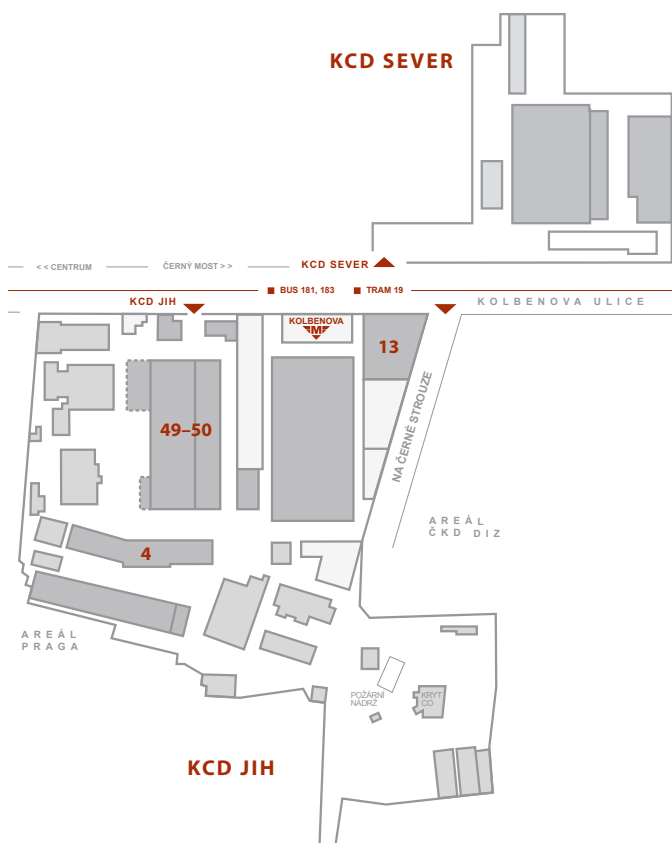 KCD SEVER
< < CENTRUM
ČERNÝ MOST > >
KCD SEVER
BUS 181, 183
TRAM 19
KCD JIH
KOLBENOVA ULICE
KOLBENOVA
M
13
NA ČERNÉ STROUZE
49–50
AREÁL
ČKD DIZ
4
AREÁL
PRAGA
POŽÁRNÍ
NÁDRŽ
KRYT
CO
KCD JIH